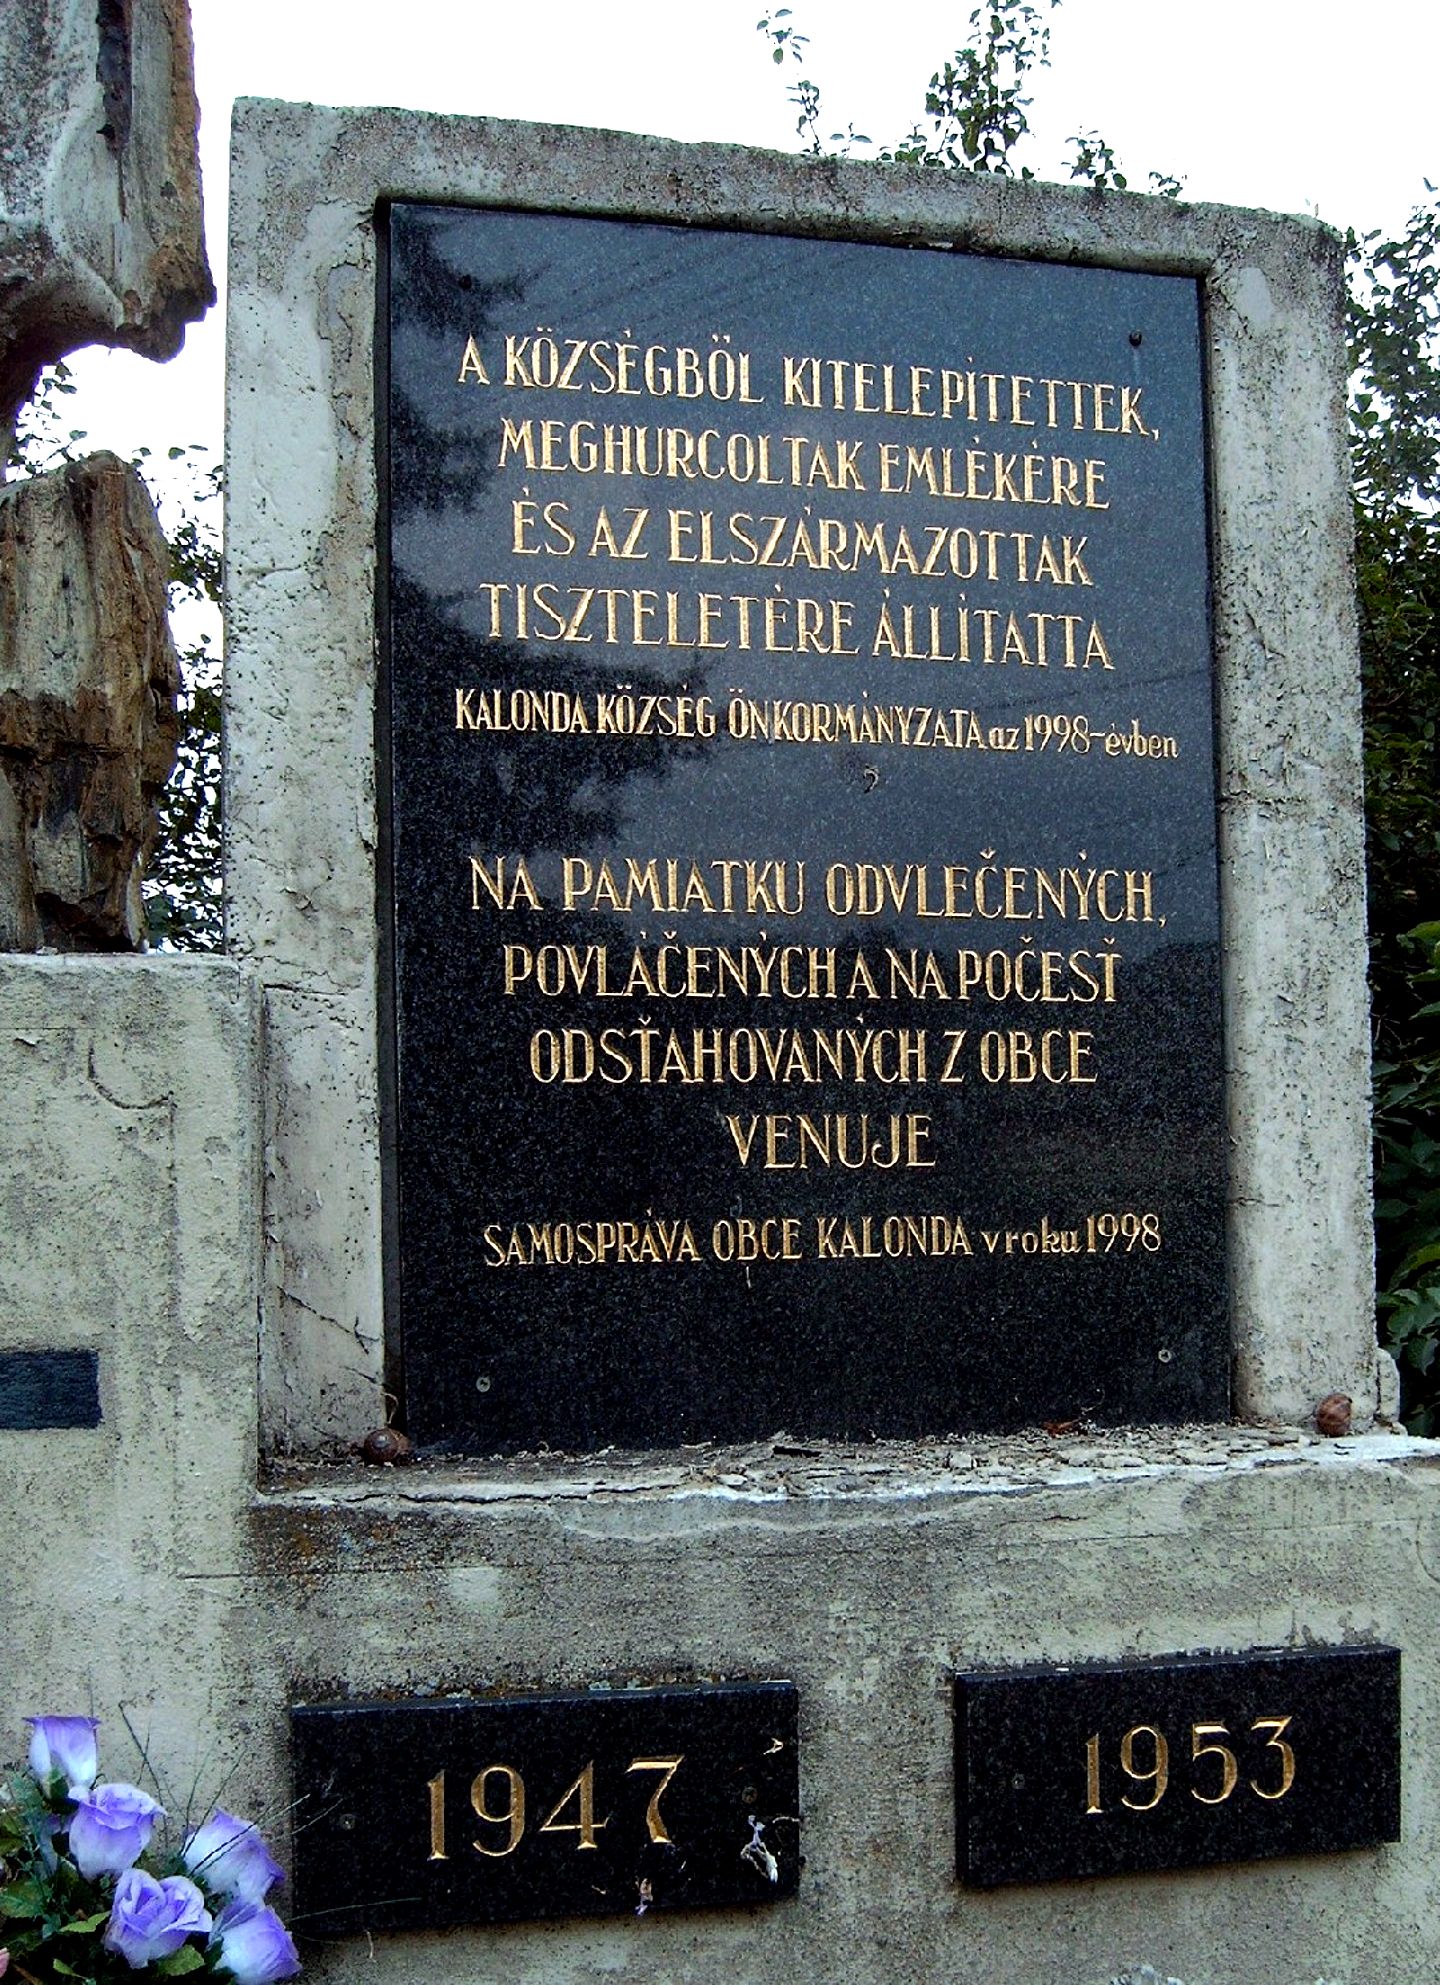 A KÖZSÉGBÖL KITELEPÍTETTEK,
MEGHURCOLTAK EMLÉKÉRE
ÉS AZ ELSZÁRMAZOTTAK
TISZTELETÉRE ÁLLÍTATTA
KALONDA KÖZSÉG ÖNKORMÁNYZATA az 1998-évben
NA PAMIATKU ODVLEČENÝCH,
POVLÁČENÝCH A NA POČESŤ
ODSŤAHOVANÝCH Z OBCE
VENUJE
SAMOSPRÁVA OBCE KALONDA v roku 1998
1947
1953